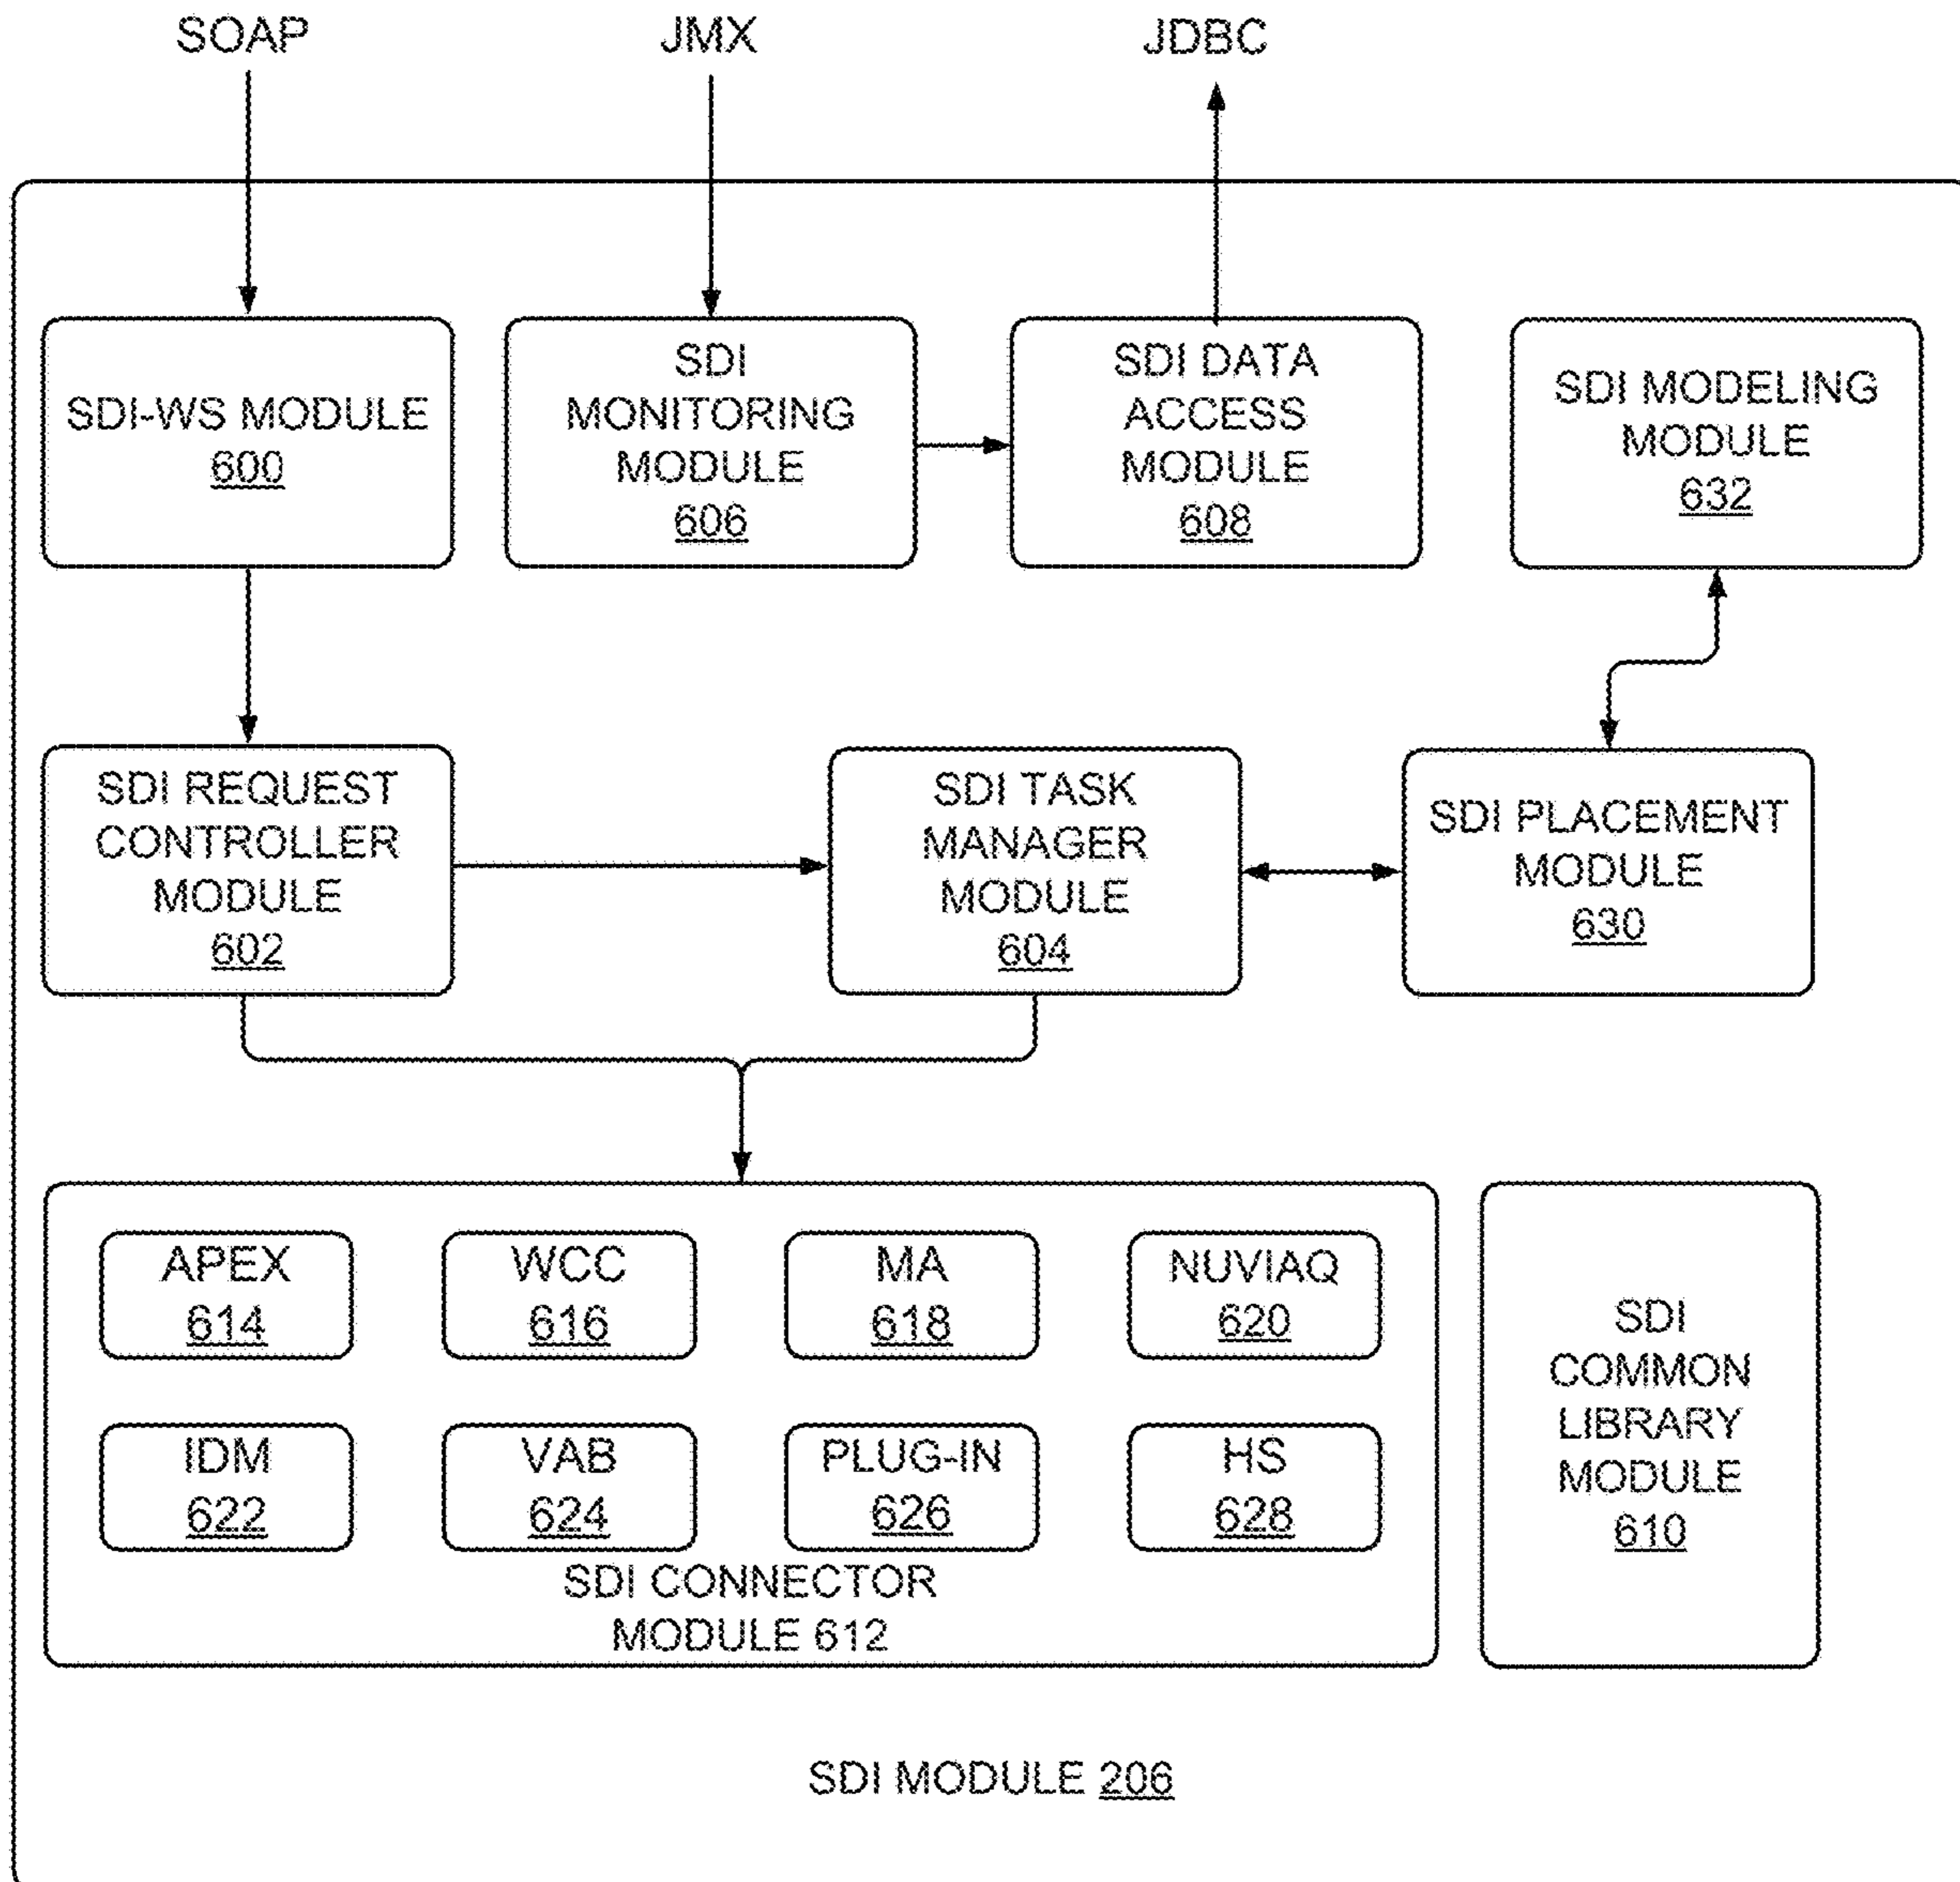 SOAP
JMX
JDBC
SDI-WS MODULE
600
SDI
MONITORING
MODULE
606
SDI DATA
ACCESS
MODULE
608
SDI MODELING
MODULE
632
SDI REQUEST
CONTROLLER
MODULE
602
SDI TASK
MANAGER
MODULE
604
SDI PLACEMENT
MODULE
630
APEX
614
WCC
616
MA
618
NUVIAQ
620
IDM
622
VAB
624
PLUG-IN
626
HS
628
SDI CONNECTOR
MODULE 612
SDI
COMMON
LIBRARY
MODULE
610
SDI MODULE 206